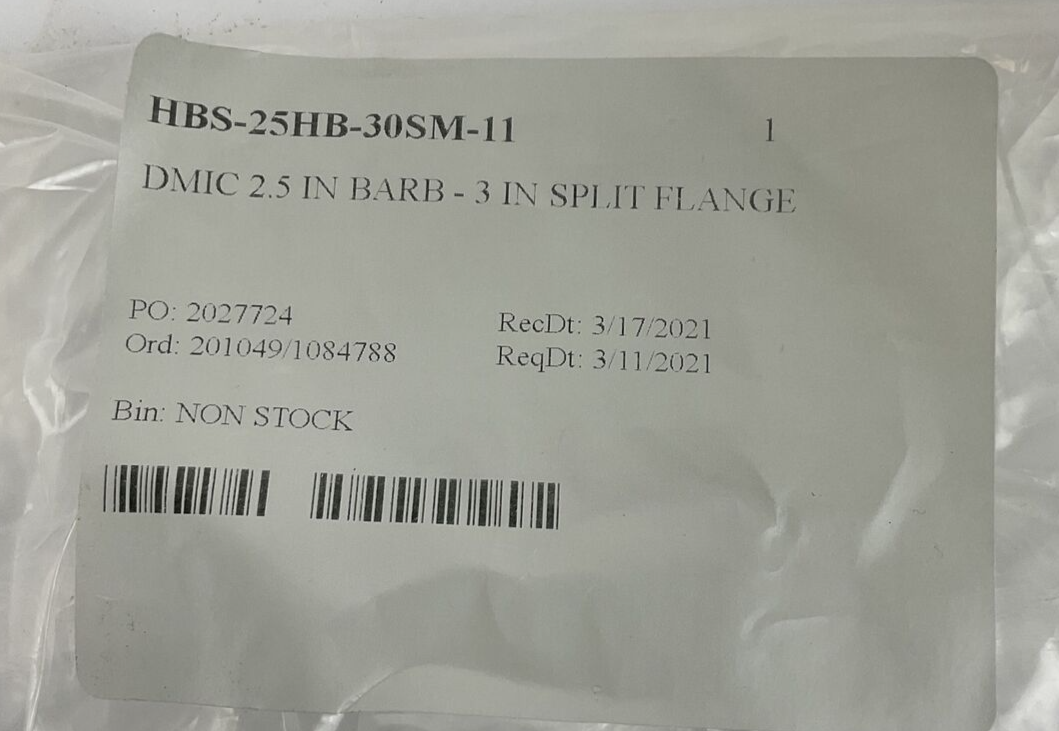 HBS-25HB-30SM-11 1
DMIC 2.5 IN BARB - 3 IN SPLIT FLANGE
PO: 2027724 RecDt: 3/17/2021
Ord: 201049/1084788 ReqDt: 3/11/2021
Bin: NON STOCK